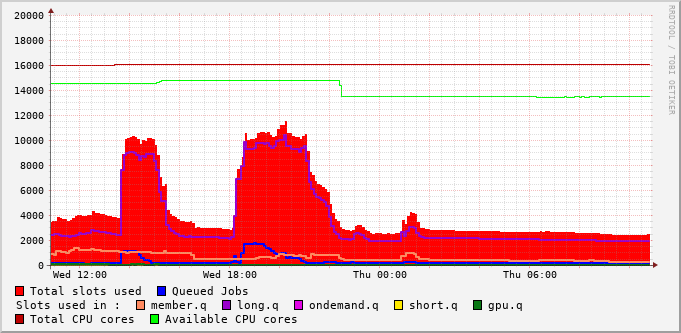 20000
18000
16000
14000
12000
10000
8000
6000
4000
2000
0
Wed 12:00 Wed 18:00 Thu 00:00 Thu 06:00
RRDTOOL / TOBI OETIKER
Total slots used Queued Jobs
Slots used in : member.q long.q ondemand.q short.q gpu.q
Total CPU cores Available CPU cores